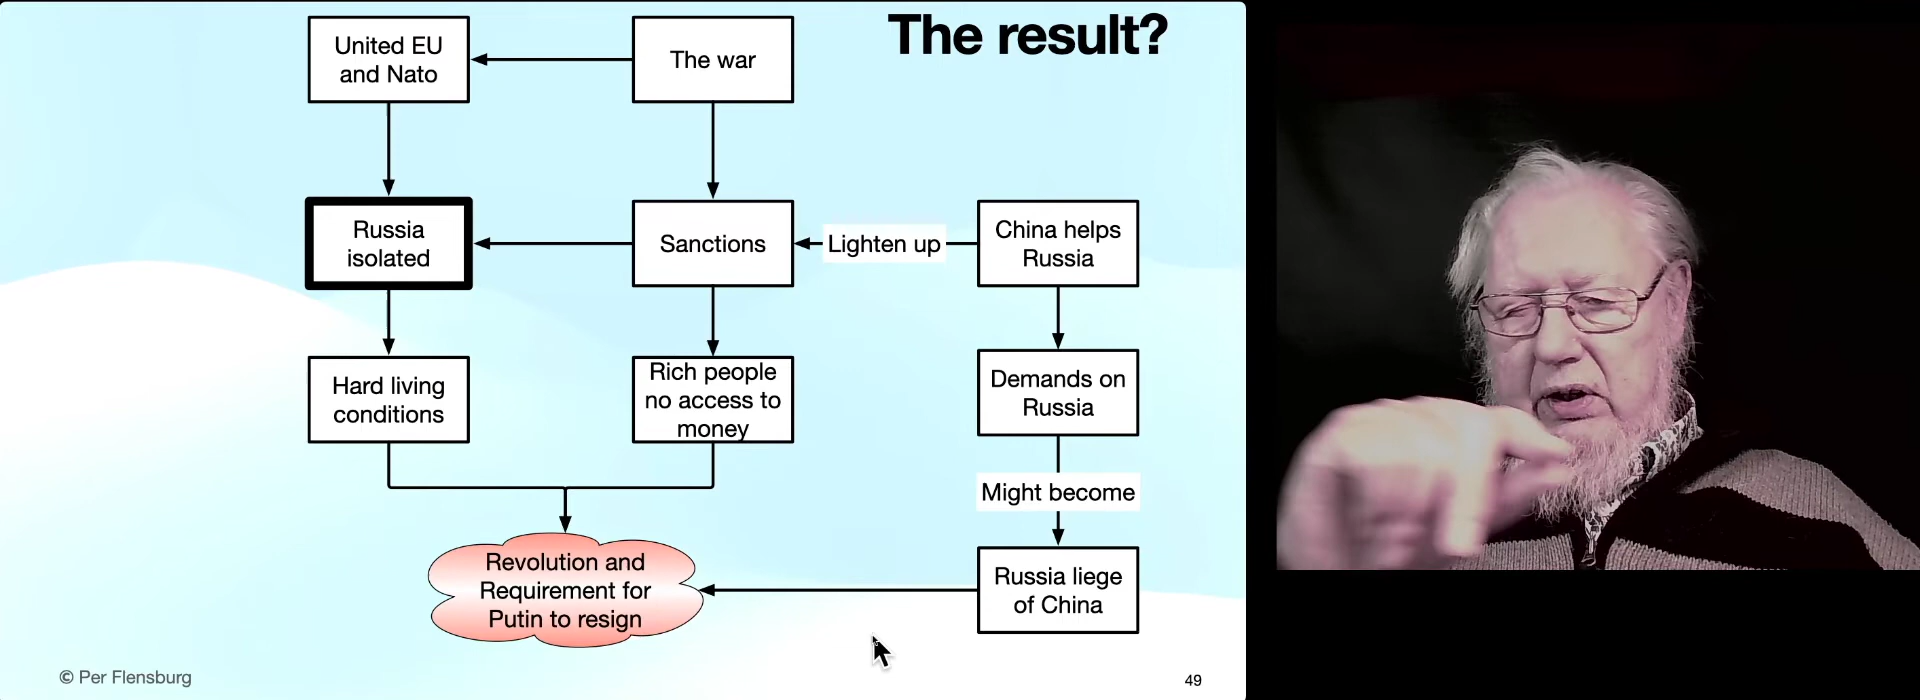 The result?
United EU
and Nato
The war
Russia
isolated
Sanctions
Lighten up
China helps
Russia
Hard living
conditions
Rich people
no access to
money
Demands on
Russia
Might become
Revolution and
Requirement for
Putin to resign
Russia liege
of China
© Per Flensburg
49